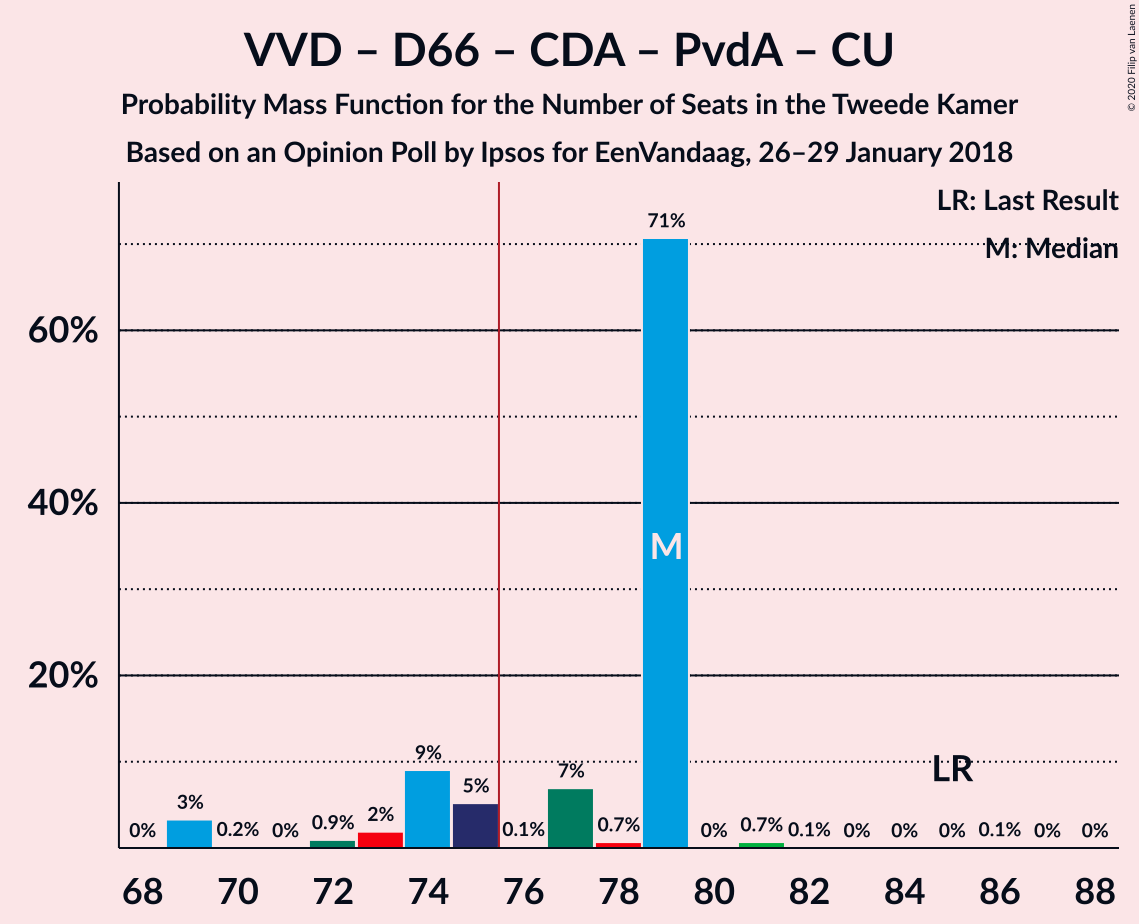 VVD – D66 – CDA – PvdA – CU
Probability Mass Function for the Number of Seats in the Tweede Kamer
Based on an Opinion Poll by Ipsos for EenVandaag, 26–29 January 2018
© 2020 Filip van Laenen
LR: Last Result
M: Median
60%
40%
20%
0% 3% 0.2% 0% 0.9% 2% 9% 5% 0.1% 7% 0.7% 71% 0% 0.7% 0.1% 0% 0% 0% 0.1% 0% 0%
M
LR
68 70 72 74 76 78 80 82 84 86 88